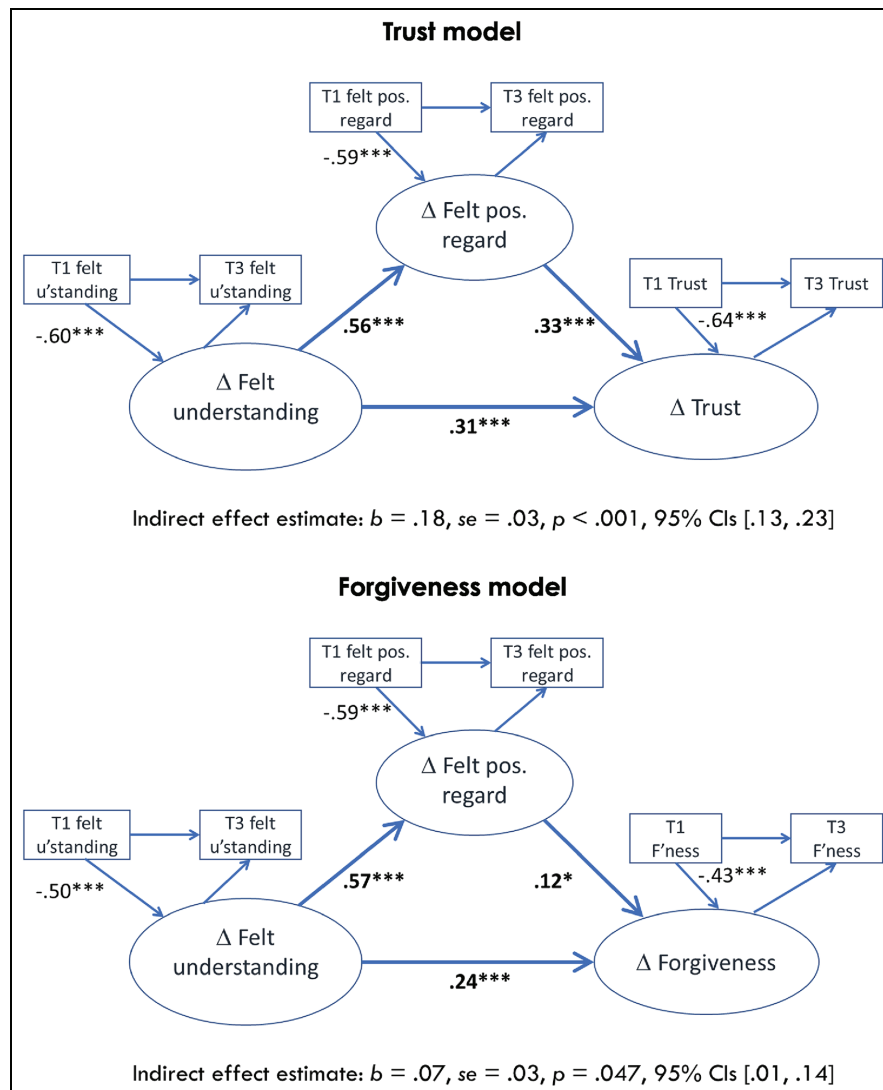 Trust model
T1 felt pos.
regard
T3 felt pos.
regard
-.59***
Δ Felt pos.
regard
T1 felt
u'standing
T3 felt
u'standing
T1 Trust
T3 Trust
-.60***
.56***
.33***
-.64***
Δ Felt
understanding
Δ Trust
.31***
Indirect effect estimate: b = .18, se = .03, p < .001, 95% CIs [.13, .23]
Forgiveness model
T1 felt pos.
regard
T3 felt pos.
regard
-.59***
Δ Felt pos.
regard
T1 felt
u'standing
T3 felt
u'standing
T1
F'ness
T3
F'ness
-.50***
.57***
.12*
-.43***
Δ Felt
understanding
Δ Forgiveness
.24***
Indirect effect estimate: b = .07, se = .03, p = .047, 95% CIs [.01, .14]